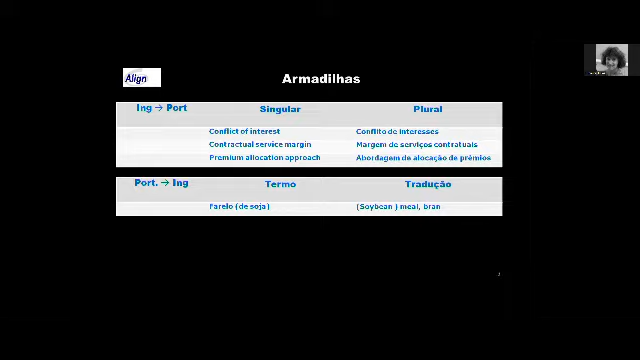 Align
Armadilhas
Ing → Port Singular Plural
Conflict of interest Conflito de interesses
Contractual service margin Margem de serviços contratuais
Premium allocation approach Abordagem de alocação de prêmios
Port. → Ing Termo Tradução
Farelo (de soja) (Soybean ) meal, bran